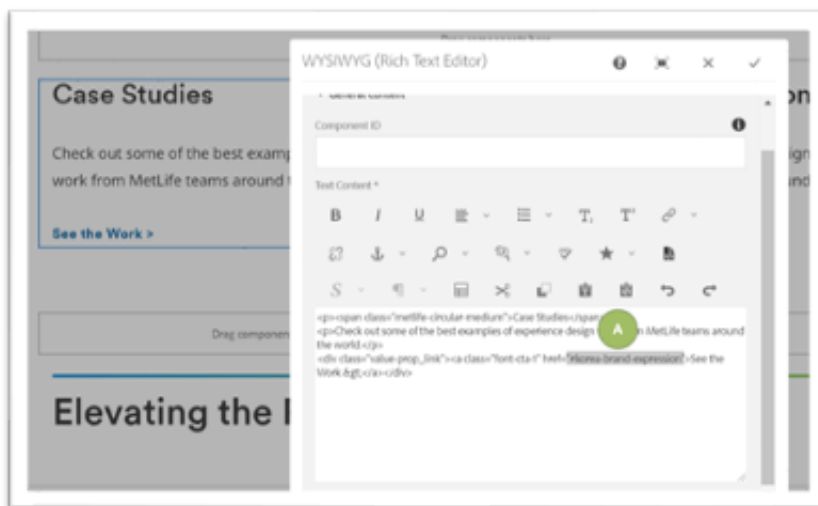 WYSIWYG (Rich Text Editor)
Case Studies
Check out some of the best
work from MetLife teams around
See the Work >
Drag
Elevating the
General Content
Component ID
Text Content *
B I U
<p><span class="metlife-circular-medium">Case Studies</span>
<p>Check out some of the best examples of experience design A MetLife teams around
the world.</p>
<div class="value-prop_link"><a class="font-cta-1" >See the
Work &gt;</a></div>